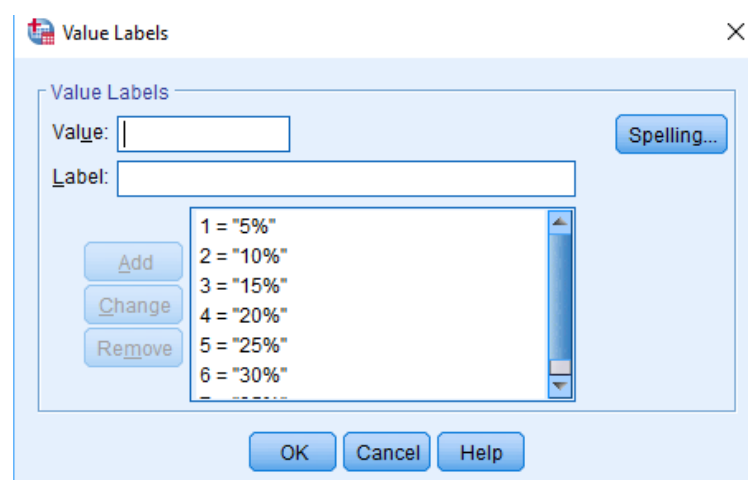 Value Labels
Value Labels
Value:
Spelling...
Label:
1 = "5%"
Add
2 = "10%"
3 = "15%"
Change
4 = "20%"
Remove
5 = "25%"
6 = "30%"
OK Cancel Help